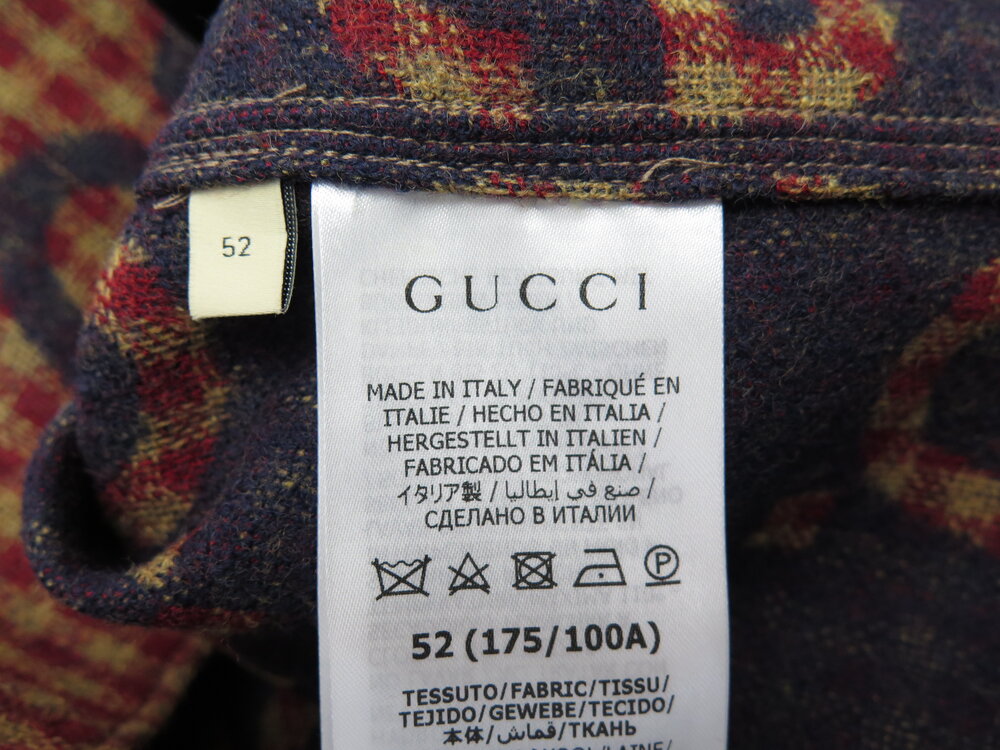 52
GUCCI
MADE IN ITALY / FABRIQUÉ EN
ITALIE / HECHO EN ITALIA /
HERGESTELLT IN ITALIEN /
FABRICADO EM ITÁLIA /
イタリア製 / صنع في إيطاليا /
СДЕЛАНО В ИТАЛИИ
P
52 (175/100A)
TESSUTO/FABRIC/TISSU/
TEJIDO/GEWEBE/TECIDO/
本体/قماش/ТКАНЬ